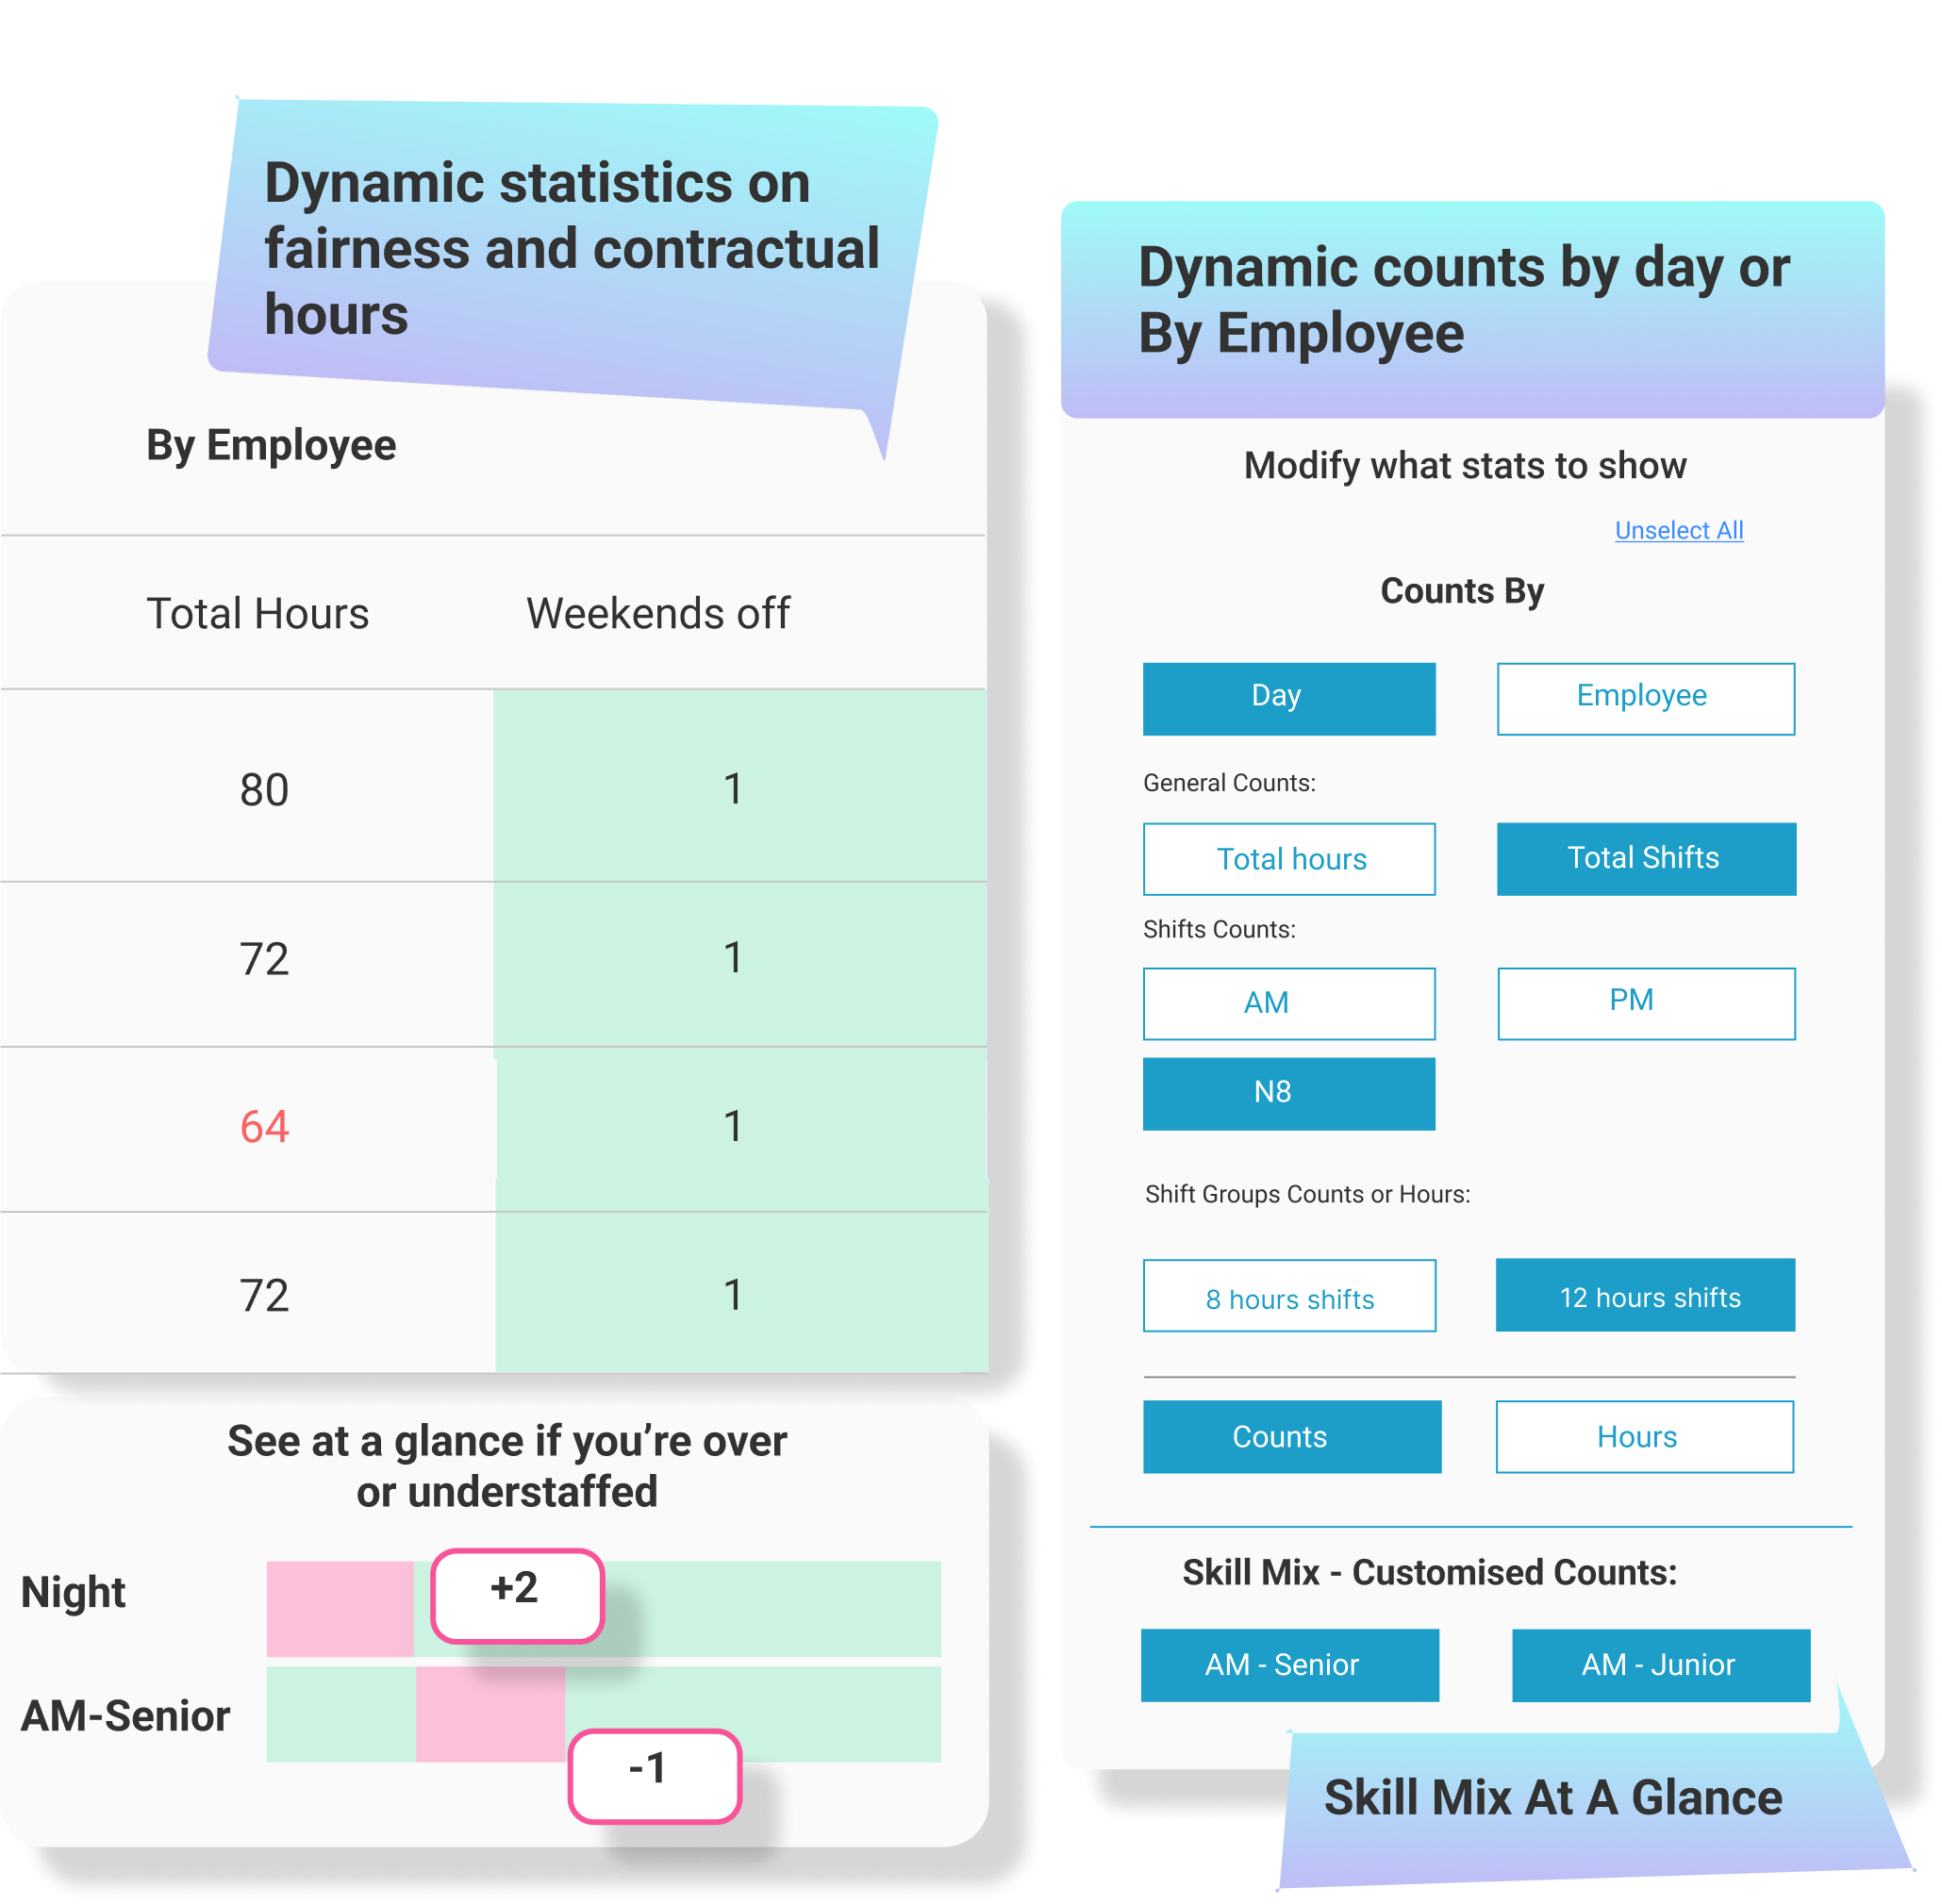 Dynamic statistics on
fairness and contractual
hours
By Employee
Total Hours Weekends off
80 1
72 1
64 1
72 1
See at a glance if you’re over
or understaffed
Night +2
AM-Senior
-1
Dynamic counts by day or
By Employee
Modify what stats to show
Unselect All
Counts By
Day Employee
General Counts:
Total hours Total Shifts
Shifts Counts:
AM PM
N8
Shift Groups Counts or Hours:
8 hours shifts 12 hours shifts
Counts Hours
Skill Mix - Customised Counts:
AM - Senior AM - Junior
Skill Mix At A Glance